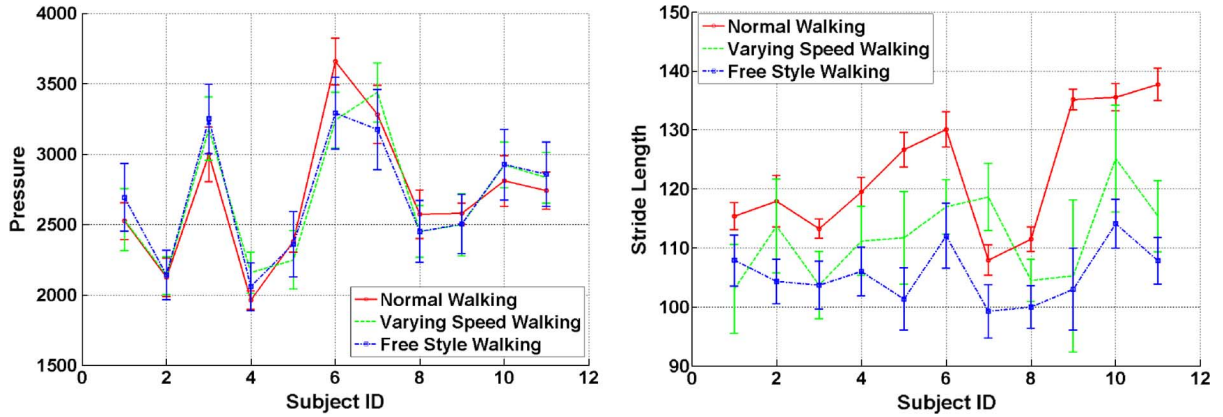 4000
3500
3000
2500
2000
1500
0
2
4
6
8
10
12
Pressure
Subject ID
Normal Walking
Varying Speed Walking
Free Style Walking
150
140
130
120
110
100
90
0
2
4
6
8
10
12
Stride Length
Subject ID
Normal Walking
Varying Speed Walking
Free Style Walking